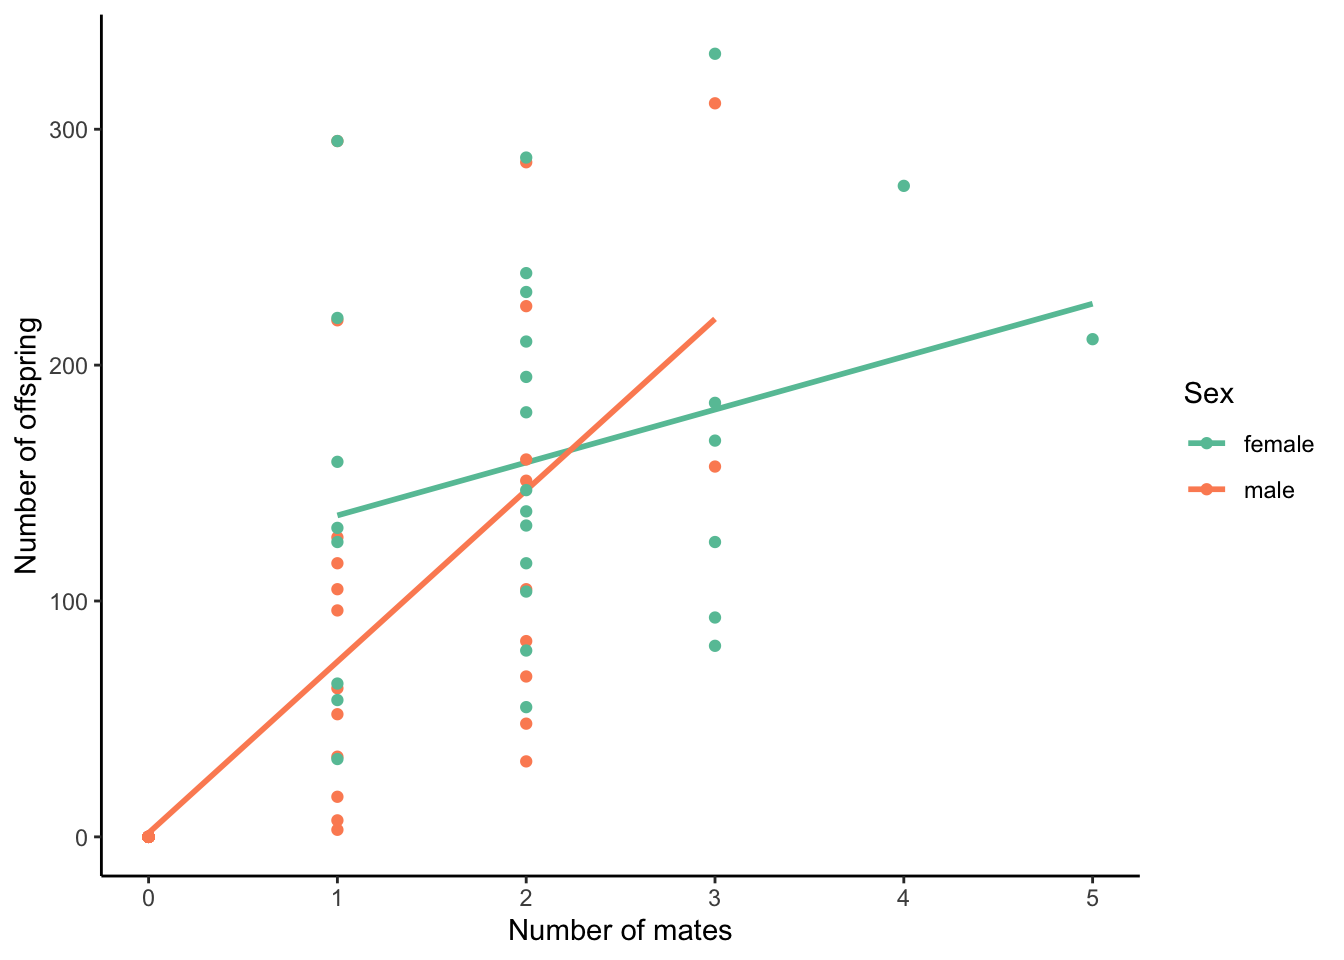 Number of offspring
300
200
100
0
0 1 2 3 4 5
Number of mates
Sex
female
male